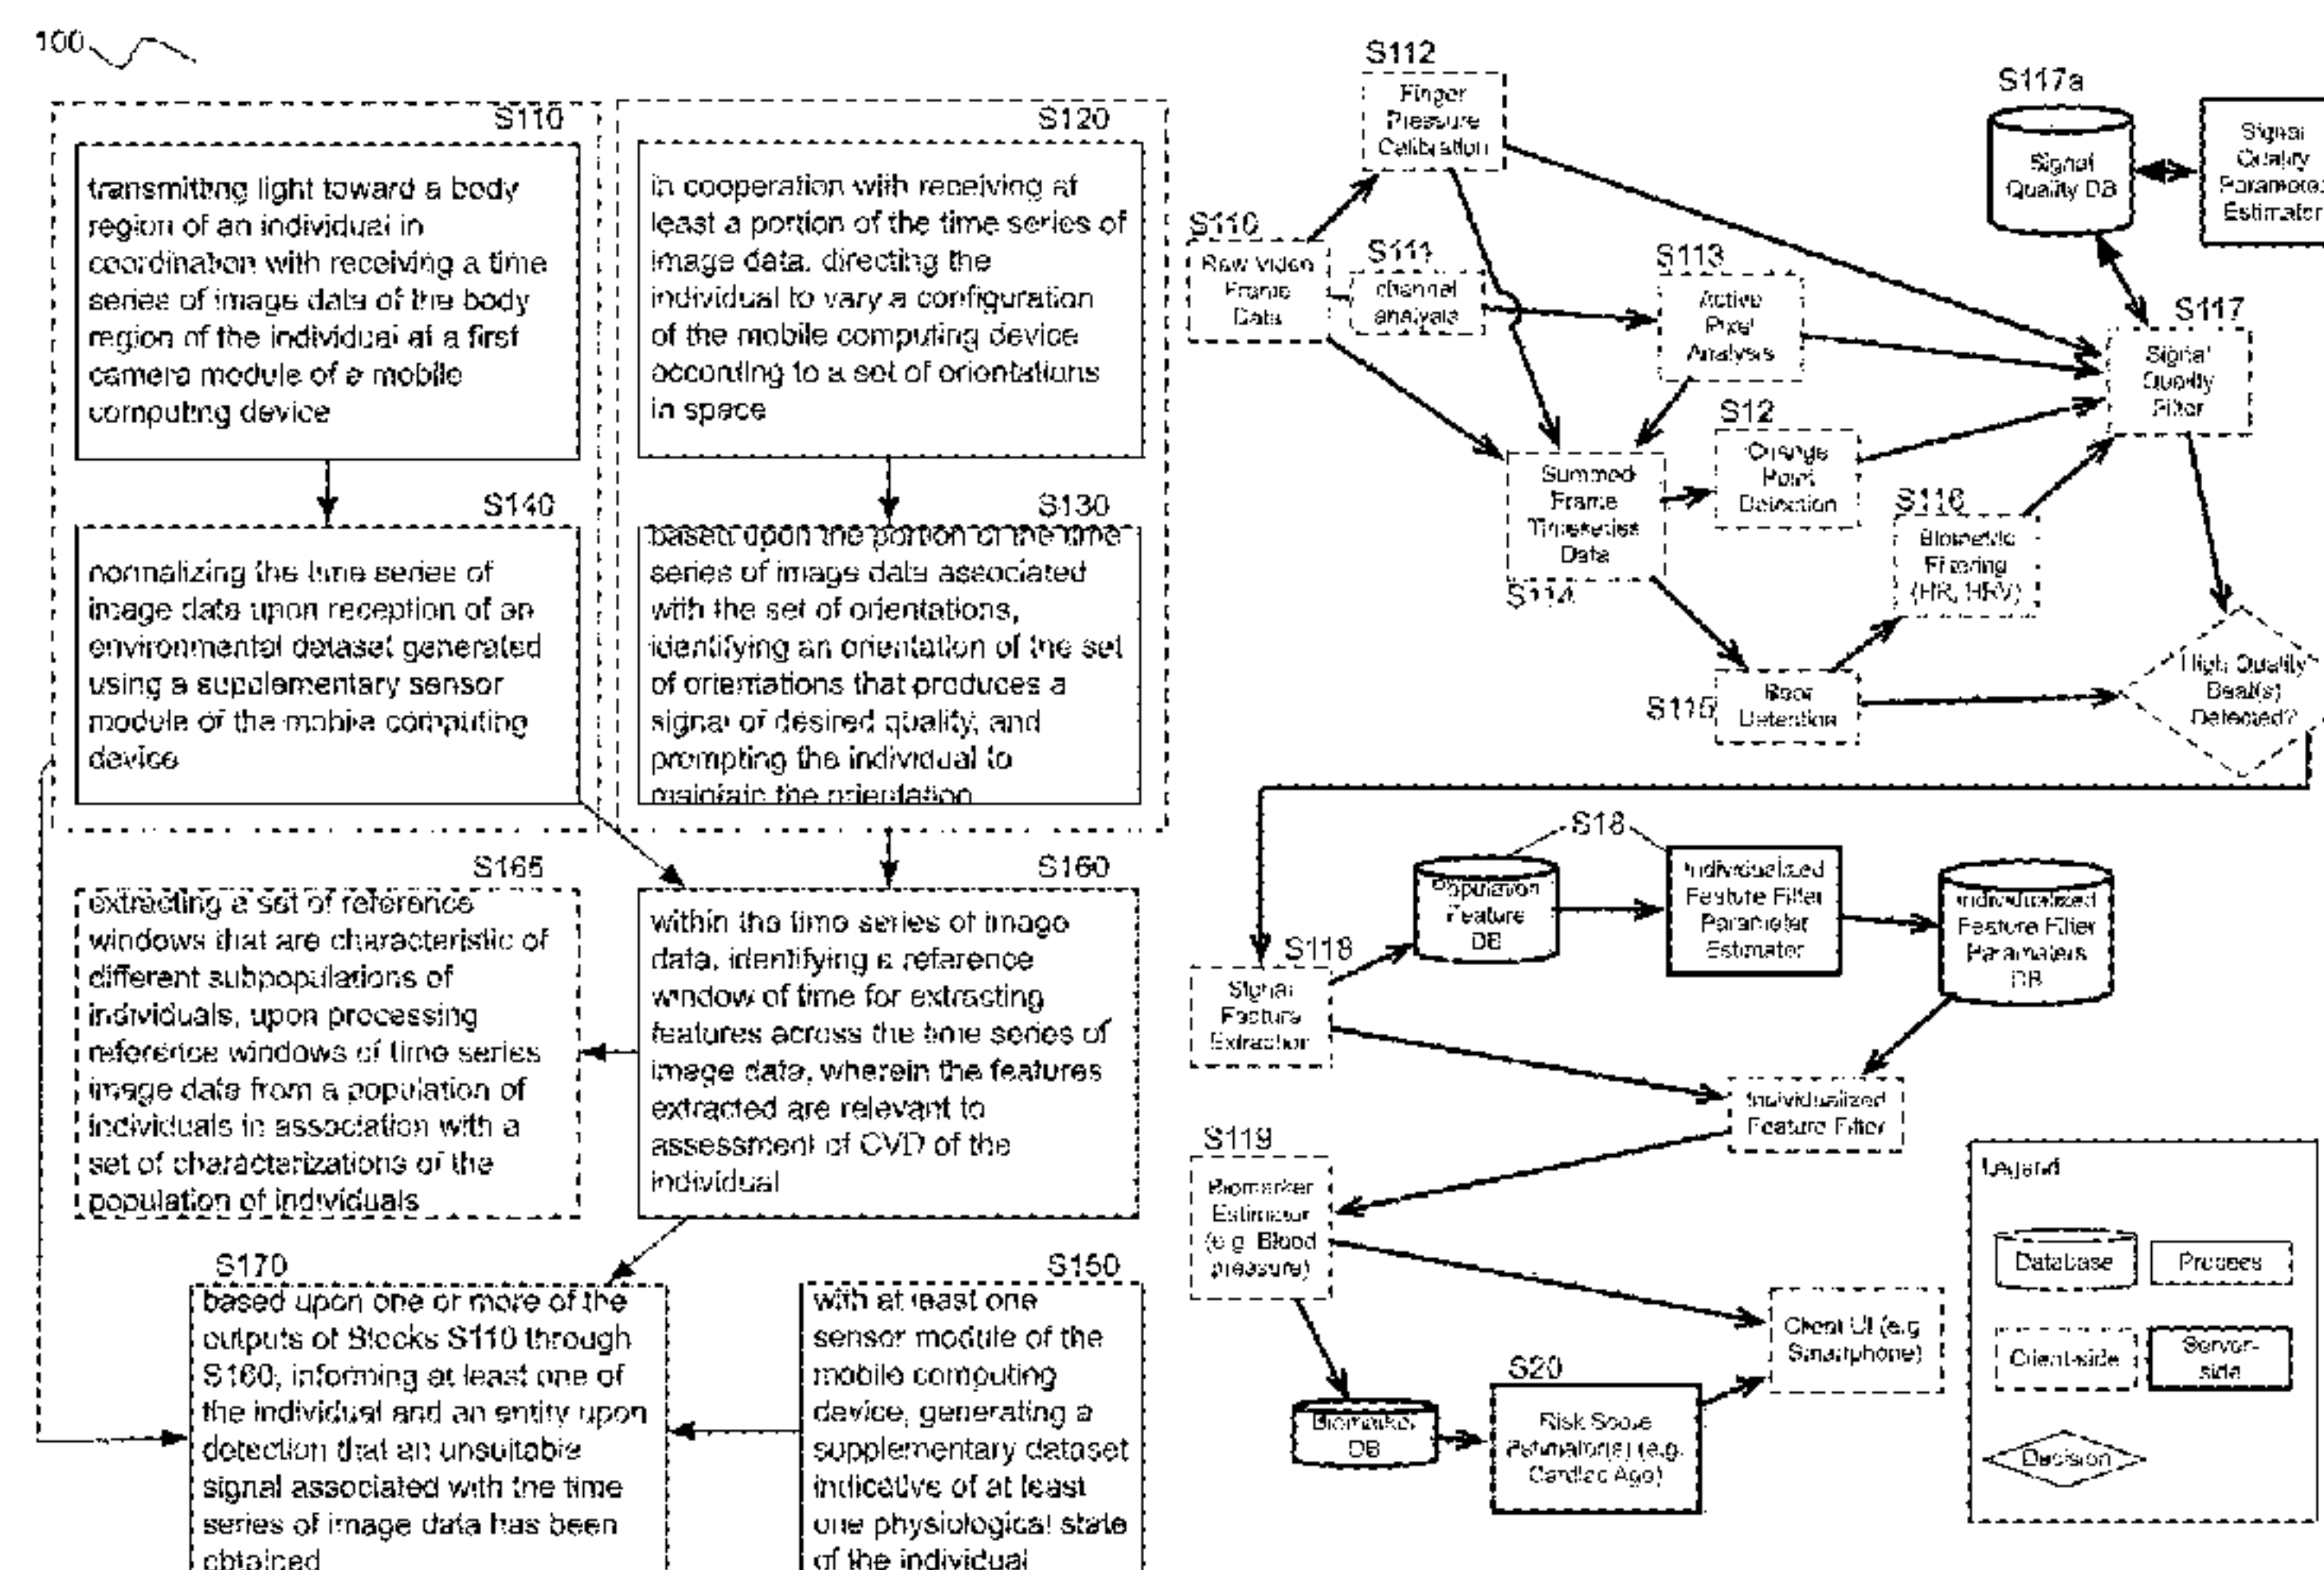 100
S110
transmitting light toward a body
region of an individual in
coordination with receiving a time
series of image data of the body
region of the individual at a first
camera module of a mobile
computing device
S120
in cooperation with receiving at
least a portion of the time series of
image data, directing the
individual to vary a configuration
of the mobile computing device
according to a set of orientations
in space
S140
normalizing the time series of
image data upon reception of an
environmental dataset generated
using a supplementary sensor
module of the mobile computing
device
S130
based upon the portion of the time
series of image data associated
with the set of orientations,
identifying an orientation of the set
of orientations that produces a
signal of desired quality, and
prompting the individual to
maintain the orientation
S165
extracting a set of reference
windows that are characteristic of
different subpopulations of
individuals, upon processing
reference windows of time series
image data from a population of
individuals in association with a
set of characterizations of the
population of individuals
S160
within the time series of image
data, identifying a reference
window of time for extracting
features across the time series of
image data, wherein the features
extracted are relevant to
assessment of CVD of the
individual
S170
based upon one or more of the
outputs of Blocks S110 through
S160, informing at least one of
the individual and an entity upon
detection that an unsuitable
signal associated with the time
series of image data has been
obtained
S150
with at least one
sensor module of the
mobile computing
device, generating a
supplementary dataset
indicative of at least
one physiological state
of the individual
S112
Finger
Pressure
Calibration
S117a
Signal
Quality DB
Signal
Quality
Parameter
Estimator
S110
Raw Video
Frame
Data
S111
channel
analysis
S113
Active
Pixel
Analysis
S117
Signal
Quality
Filter
S12
Change
Point
Detection
Summed
Frame
Timeseries
Data
S114
S116
Biometric
Filtering
(HR, HRV)
S115
Beat
Detection
High Quality
Beat(s)
Detected?
S18
Population
Feature
DB
Individualized
Feature Filter
Parameter
Estimator
Individualized
Feature Filter
Parameters
DB
S118
Signal
Feature
Extraction
Individualized
Feature Filter
S119
Biomarker
Estimator
(e.g. Blood
pressure)
Client UI (e.g.
Smartphone)
Biomarker
DB
S20
Risk Score
Estimator(s) (e.g.
Cardiac Age)
Legend
Database
Process
Client-side
Server-
side
Decision